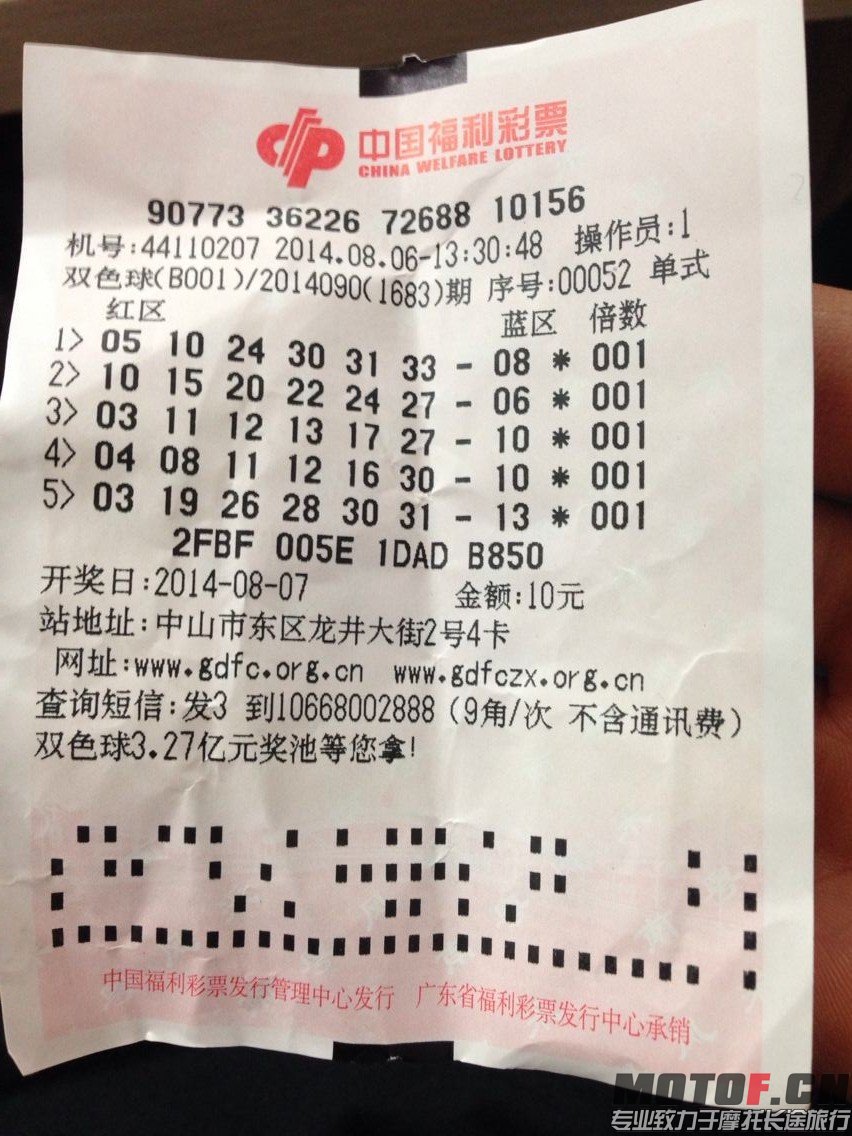 中国福利彩票
CHINA WELFARE LOTTERY
90773 36226 72688 10156
机号:44110207 2014.08.06-13:30:48 操作员:1
双色球(B001)/2014090(1683)期 序号:00052 单式
红区 蓝区 倍数
1> 05 10 24 30 31 33 - 08 * 001
2> 10 15 20 22 24 27 - 06 * 001
3> 03 11 12 13 17 27 - 10 * 001
4> 04 08 11 12 16 30 - 10 * 001
5> 03 19 26 28 30 31 - 13 * 001
2FBF 005E 1DAD B850
开奖日:2014-08-07 金额:10元
站地址:中山市东区龙井大街2号4卡
网址:www.gdfc.org.cn www.gdfczx.org.cn
查询短信:发3 到10668002888(9角/次 不含通讯费)
双色球3.27亿元奖池等您拿!
中国福利彩票发行管理中心发行 广东省福利彩票发行中心承销
MOTOF.CN
专业致力于摩托长途旅行